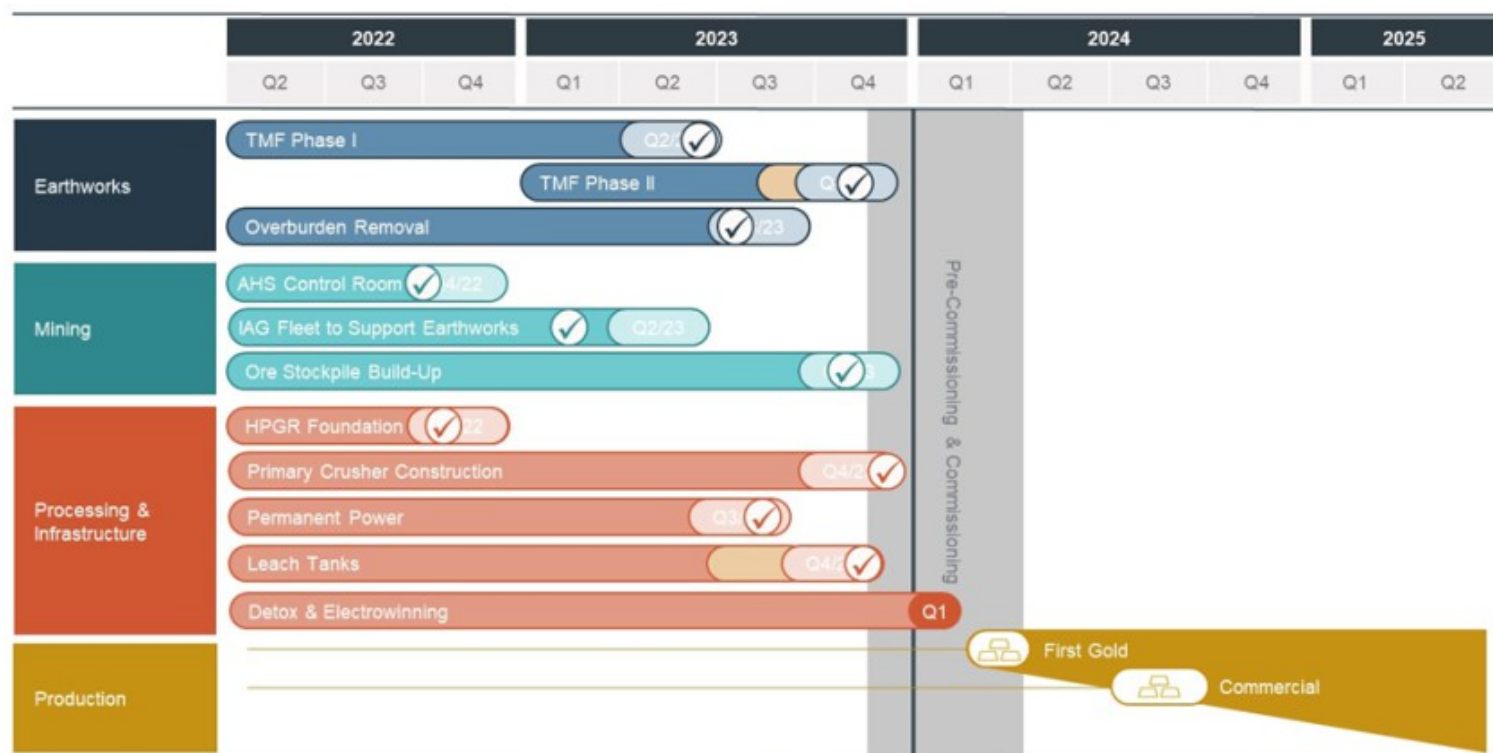 2022 2023 2024 2025
Q2 Q3 Q4 Q1 Q2 Q3 Q4 Q1 Q2 Q3 Q4 Q1 Q2
Earthworks
TMF Phase I
TMF Phase II
Overburden Removal
Mining
AHS Control Room
IAG Fleet to Support Earthworks Q2/23
Ore Stockpile Build-Up
Processing &
Infrastructure
HPGR Foundation
Primary Crusher Construction
Permanent Power
Leach Tanks
Detox & Electrowinning Q1
Pre-Commissioning & Commissioning
Production
First Gold
Commercial